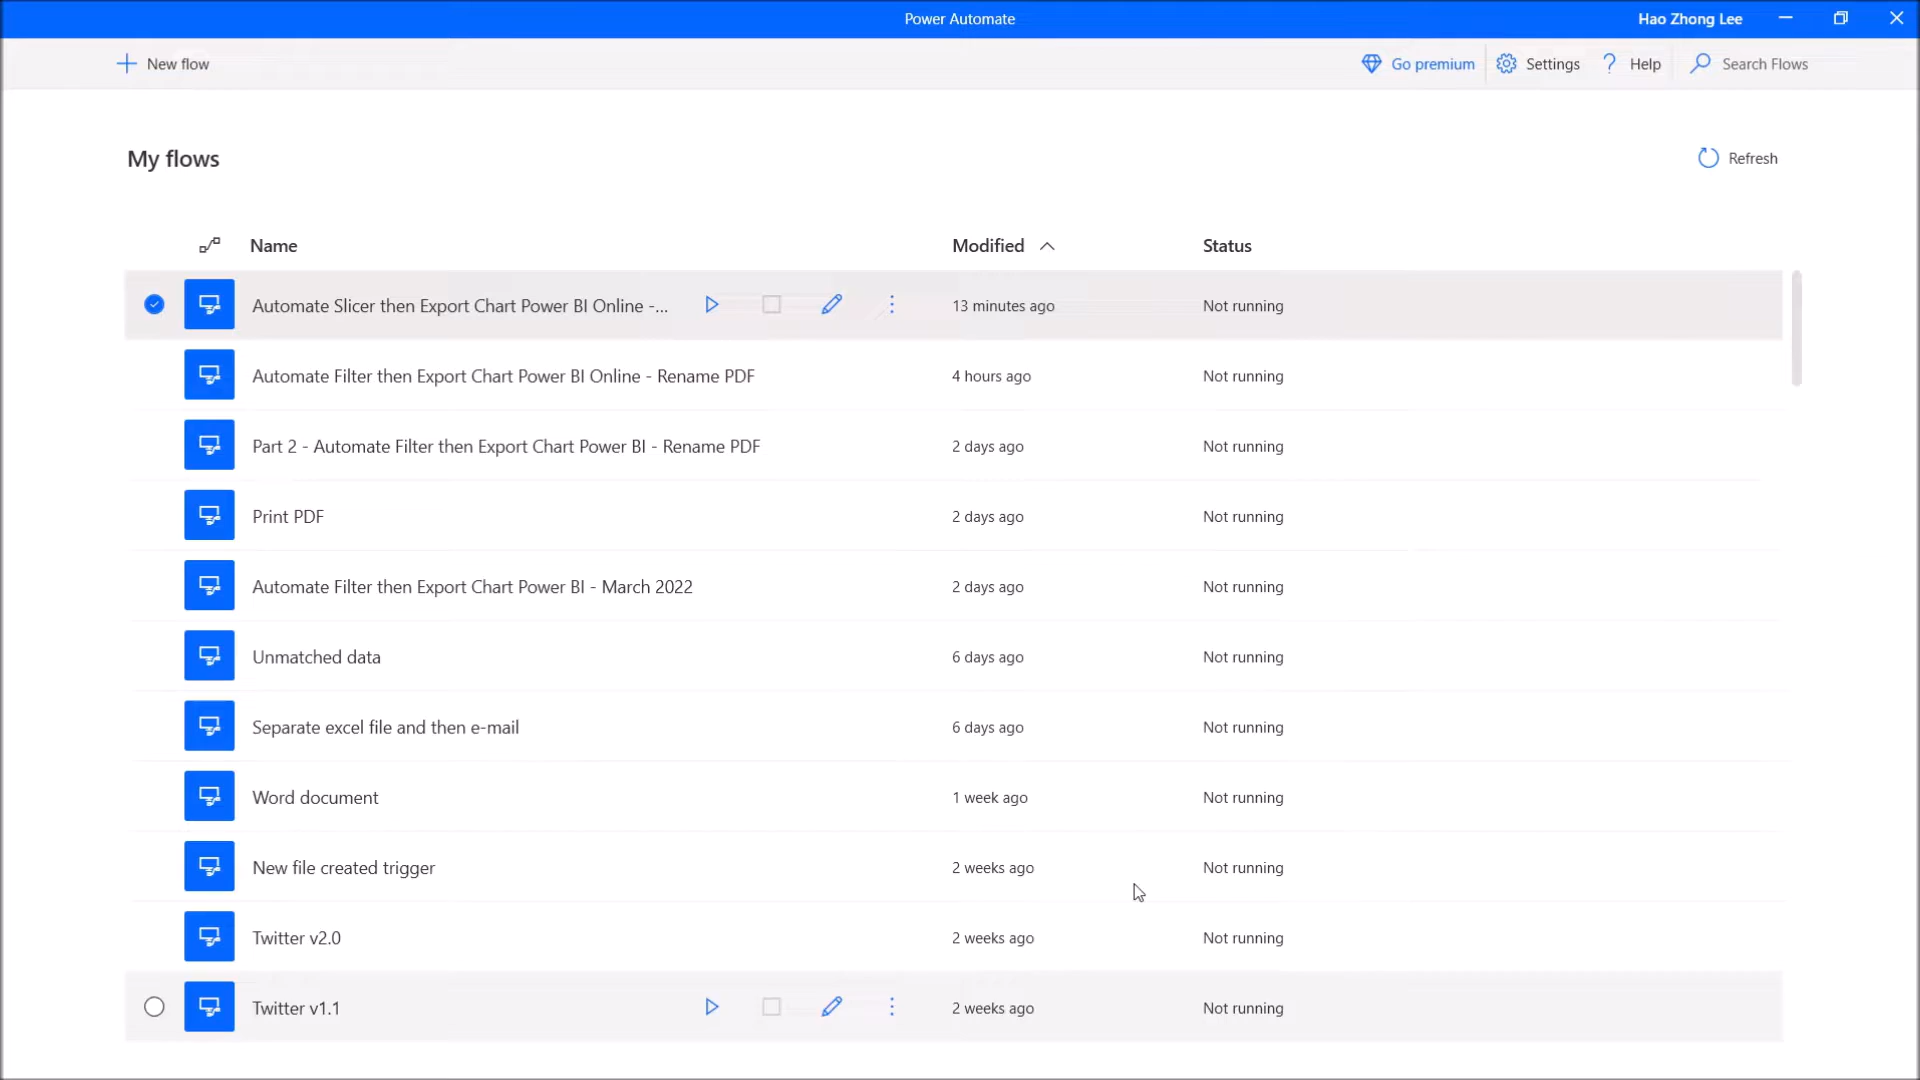 Power Automate
Hao Zhong Lee
New flow
Go premium
Settings
? Help
Search Flows
My flows
Refresh
Name Modified Status
Automate Slicer then Export Chart Power BI Online -... 13 minutes ago Not running
Automate Filter then Export Chart Power BI Online - Rename PDF 4 hours ago Not running
Part 2 - Automate Filter then Export Chart Power BI - Rename PDF 2 days ago Not running
Print PDF 2 days ago Not running
Automate Filter then Export Chart Power BI - March 2022 2 days ago Not running
Unmatched data 6 days ago Not running
Separate excel file and then e-mail 6 days ago Not running
Word document 1 week ago Not running
New file created trigger 2 weeks ago Not running
Twitter v2.0 2 weeks ago Not running
Twitter v1.1 2 weeks ago Not running